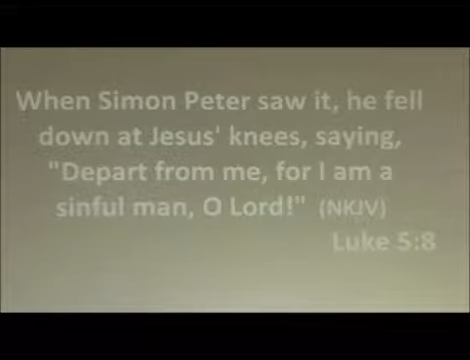 When Simon Peter saw it, he fell
down at Jesus' knees, saying,
"Depart from me, for I am a
sinful man, O Lord!" (NKJV)
Luke 5:8